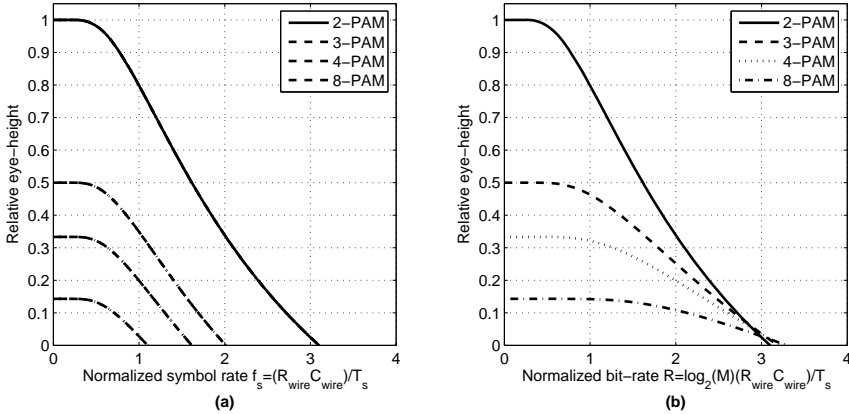 2−PAM
3−PAM
4−PAM
8−PAM
1
0.9
0.8
0.7
0.6
0.5
0.4
0.3
0.2
0.1
0
Relative eye−height
0 1 2 3 4
Normalized symbol rate f_s=(R_wire C_wire)/T_s
(a)
2−PAM
3−PAM
4−PAM
8−PAM
1
0.9
0.8
0.7
0.6
0.5
0.4
0.3
0.2
0.1
0
Relative eye−height
0 1 2 3 4
Normalized bit−rate R=log_2(M)(R_wire C_wire)/T_s
(b)